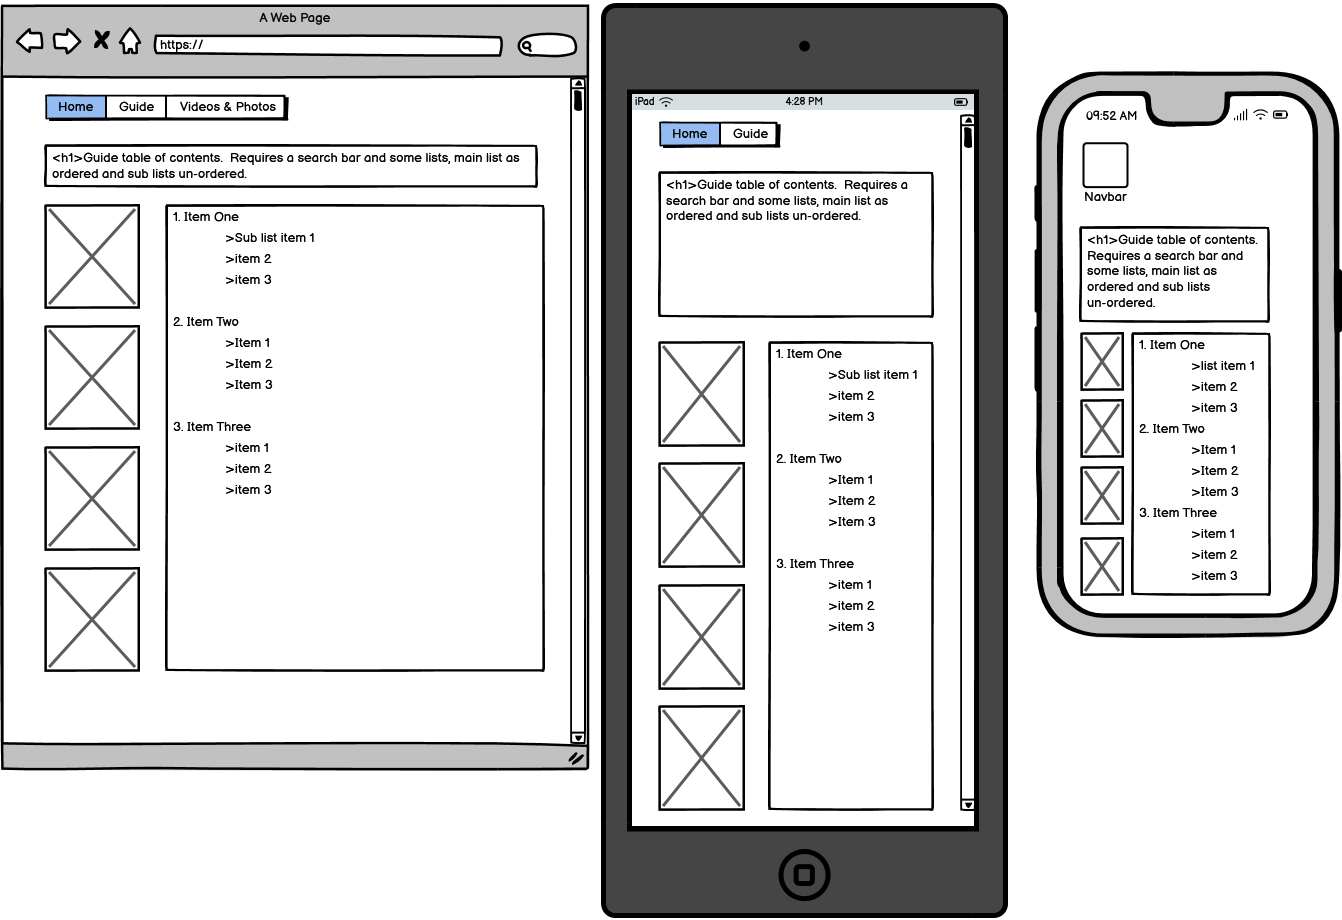 A Web Page
https://
Home Guide Videos & Photos
<h1>Guide table of contents.  Requires a search bar and some lists, main list as
ordered and sub lists un-ordered.
1. Item One
>Sub list item 1
>item 2
>item 3
2. Item Two
>Item 1
>Item 2
>Item 3
3. Item Three
>item 1
>item 2
>item 3
iPad 4:28 PM
Home Guide
<h1>Guide table of contents.  Requires a
search bar and some lists, main list as
ordered and sub lists un-ordered.
1. Item One
>Sub list item 1
>item 2
>item 3
2. Item Two
>Item 1
>Item 2
>Item 3
3. Item Three
>item 1
>item 2
>item 3
09:52 AM
Navbar
<h1>Guide table of contents.
Requires a search bar and
some lists, main list as
ordered and sub lists
un-ordered.
1. Item One
>list item 1
>item 2
>item 3
2. Item Two
>Item 1
>Item 2
>Item 3
3. Item Three
>item 1
>item 2
>item 3